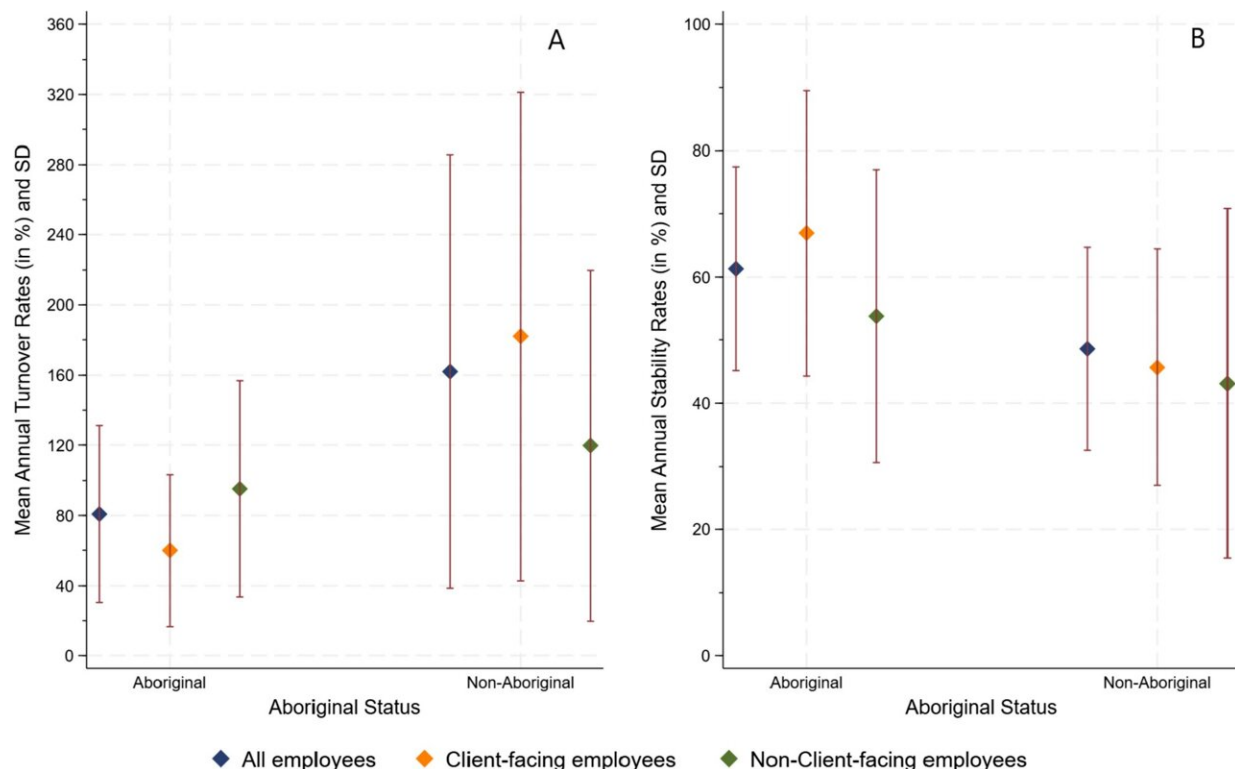 A
Mean Annual Turnover Rates (in %) and SD
360
320
280
240
200
160
120
80
40
0
Aboriginal
Non-Aboriginal
Aboriginal Status
B
Mean Annual Stability Rates (in %) and SD
100
80
60
40
20
0
Aboriginal
Non-Aboriginal
Aboriginal Status
All employees
Client-facing employees
Non-Client-facing employees